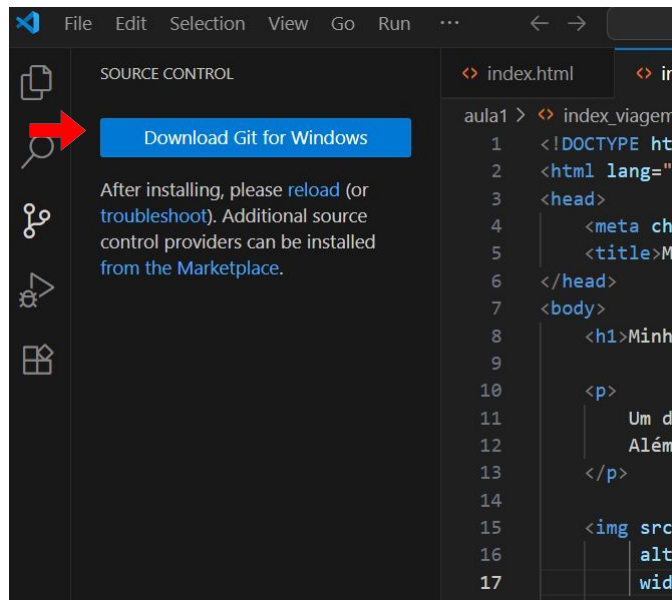 File Edit Selection View Go Run ...
SOURCE CONTROL
Download Git for Windows
After installing, please reload (or
troubleshoot). Additional source
control providers can be installed
from the Marketplace.
index.html
aula1 > index_viagem
1 <!DOCTYPE ht
2 <html lang="
3 <head>
4 <meta ch
5 <title>M
6 </head>
7 <body>
8 <h1>Minh
9
10 <p>
11 Um d
12 Além
13 </p>
14
15 <img src
16 alt
17 wid